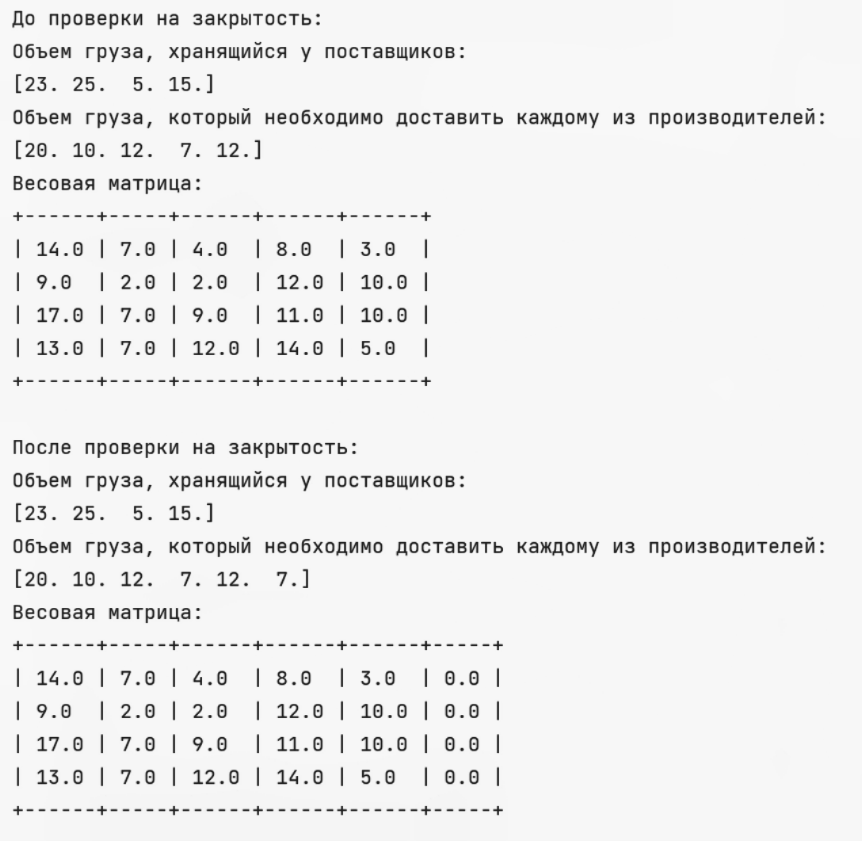 До проверки на закрытость:
Объем груза, хранящийся у поставщиков:
[23. 25.  5. 15.]
Объем груза, который необходимо доставить каждому из производителей:
[20. 10. 12.  7. 12.]
Весовая матрица:
+------+-----+------+------+------+
| 14.0 | 7.0 | 4.0  | 8.0  | 3.0  |
| 9.0  | 2.0 | 2.0  | 12.0 | 10.0 |
| 17.0 | 7.0 | 9.0  | 11.0 | 10.0 |
| 13.0 | 7.0 | 12.0 | 14.0 | 5.0  |
+------+-----+------+------+------+
После проверки на закрытость:
Объем груза, хранящийся у поставщиков:
[23. 25.  5. 15.]
Объем груза, который необходимо доставить каждому из производителей:
[20. 10. 12.  7. 12.  7.]
Весовая матрица:
+------+-----+------+------+------+-----+
| 14.0 | 7.0 | 4.0  | 8.0  | 3.0  | 0.0 |
| 9.0  | 2.0 | 2.0  | 12.0 | 10.0 | 0.0 |
| 17.0 | 7.0 | 9.0  | 11.0 | 10.0 | 0.0 |
| 13.0 | 7.0 | 12.0 | 14.0 | 5.0  | 0.0 |
+------+-----+------+------+------+-----+